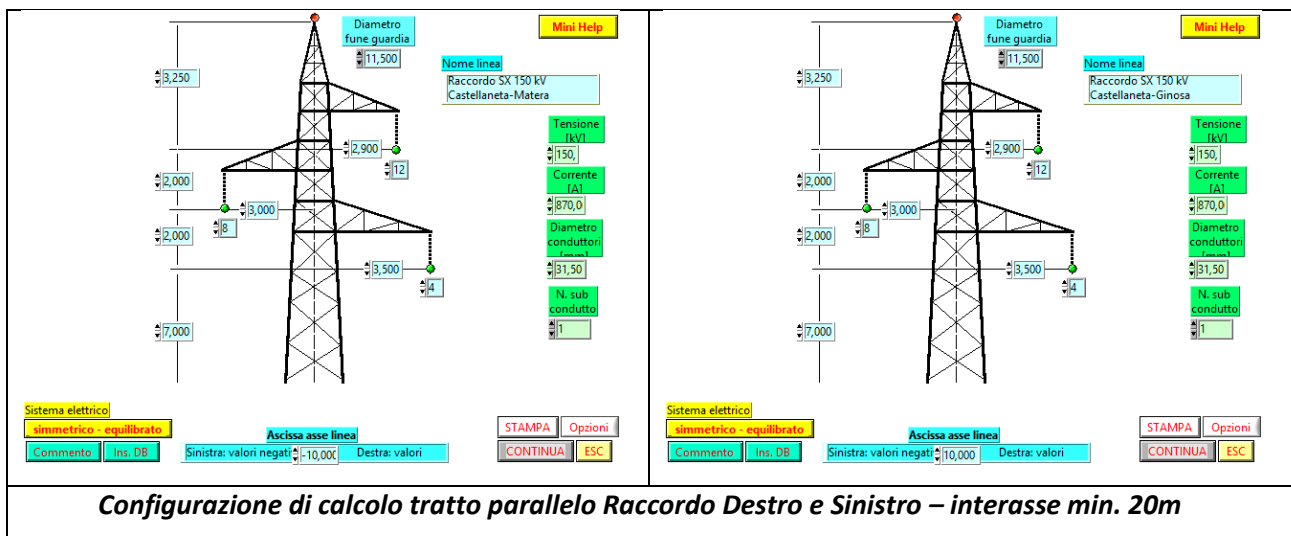 Diametro
fune guardia
11,500
Mini Help
3,250
Nome linea
Raccordo SX 150 kV
Castellaneta-Matera
Tensione
[kV]
150,
2,900
12
2,000
Corrente
[A]
870,0
3,000
8
2,000
Diametro
conduttori
[mm]
31,50
3,500
4
N. sub
condutto
1
7,000
Sistema elettrico
simmetrico - equilibrato
Commento
Ins. DB
Ascissa asse linea
Sinistra: valori negati
-10,000
Destra: valori
STAMPA
Opzioni
CONTINUA
ESC
Diametro
fune guardia
11,500
Mini Help
3,250
Nome linea
Raccordo SX 150 kV
Castellaneta-Ginosa
Tensione
[kV]
150,
2,900
12
2,000
Corrente
[A]
870,0
3,000
8
2,000
Diametro
conduttori
[mm]
31,50
3,500
4
N. sub
condutto
1
7,000
Sistema elettrico
simmetrico - equilibrato
Commento
Ins. DB
Ascissa asse linea
Sinistra: valori negati
10,000
Destra: valori
STAMPA
Opzioni
CONTINUA
ESC
Configurazione di calcolo tratto parallelo Raccordo Destro e Sinistro – interasse min. 20m